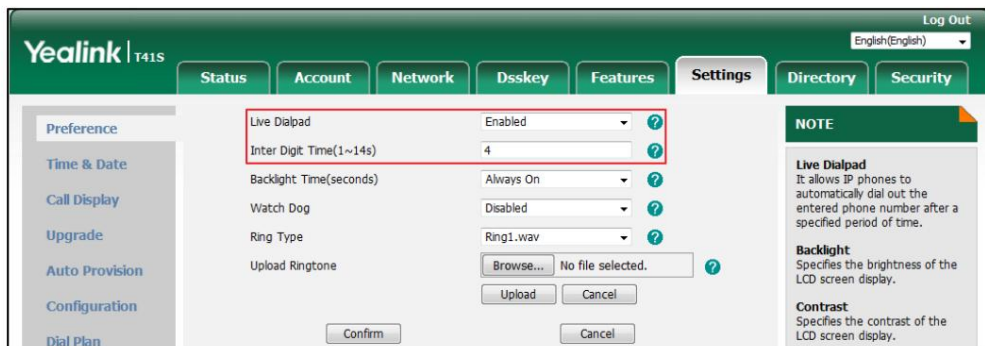 Log Out
Yealink | T41S
English(English)
Status Account Network Dsskey Features Settings Directory Security
Preference
Time & Date
Call Display
Upgrade
Auto Provision
Configuration
Dial Plan
Live Dialpad Enabled
Inter Digit Time(1~14s) 4
Backlight Time(seconds) Always On
Watch Dog Disabled
Ring Type Ring1.wav
Upload Ringtone Browse... No file selected.
Upload Cancel
Confirm Cancel
NOTE
Live Dialpad
It allows IP phones to
automatically dial out the
entered phone number after a
specified period of time.
Backlight
Specifies the brightness of the
LCD screen display.
Contrast
Specifies the contrast of the
LCD screen display.